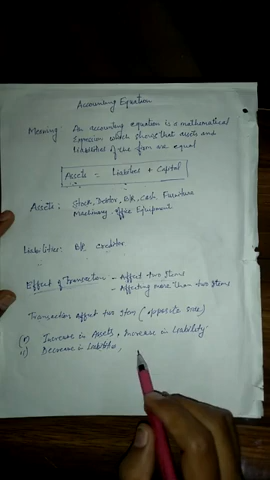 Accounting Equation
Meaning An accounting equation is a mathematical
Expression which shows that assets and
liabilities of the firm are equal
Assets = Liabilities + Capital
Assets : Stock, Debtor, B/R, Cash, Furniture
Machinery, office Equipment
Liabilities: B/P, Creditor
Effect of Transaction - Affect two Items
- Affecting more than two Items
Transaction affect two Item (opposite side)
(i) Increase in Assets, Increase in Liability
ii) Decrease in